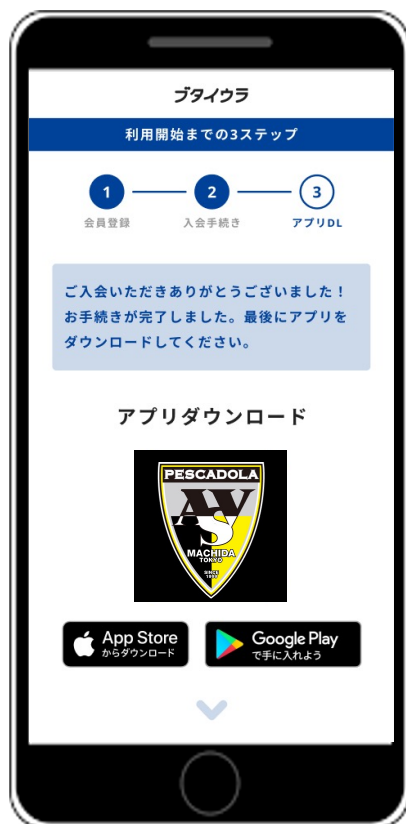 ブタイウラ
利用開始までの3ステップ
1
2
3
会員登録
入会手続き
アプリDL
ご入会いただきありがとうございました！
お手続きが完了しました。最後にアプリを
ダウンロードしてください。
アプリダウンロード
PESCADOLA
ASV
MACHIDA
TOKYO
SINCE
1997
App Store
からダウンロード
Google Play
で手に入れよう